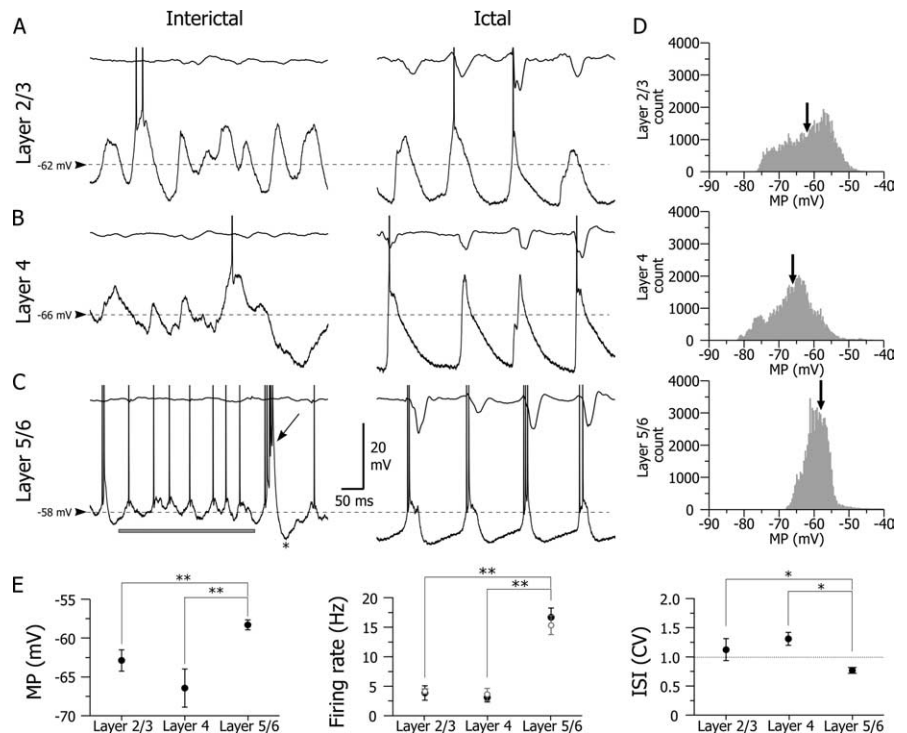 Interictal
Ictal
A
Layer 2/3
-62 mV
B
Layer 4
-66 mV
C
Layer 5/6
-58 mV
*
20
mV
50 ms
D
Layer 2/3
count
4000
3000
2000
1000
0
-90 -80 -70 -60 -50 -40
MP (mV)
Layer 4
count
4000
3000
2000
1000
0
-90 -80 -70 -60 -50 -40
MP (mV)
Layer 5/6
count
4000
3000
2000
1000
0
-90 -80 -70 -60 -50 -40
MP (mV)
E
MP (mV)
-55
-60
-65
-70
**
**
Layer 2/3 Layer 4 Layer 5/6
Firing rate (Hz)
20
15
10
5
0
**
**
Layer 2/3 Layer 4 Layer 5/6
ISI (CV)
2.0
1.5
1.0
0.5
0
*
*
Layer 2/3 Layer 4 Layer 5/6